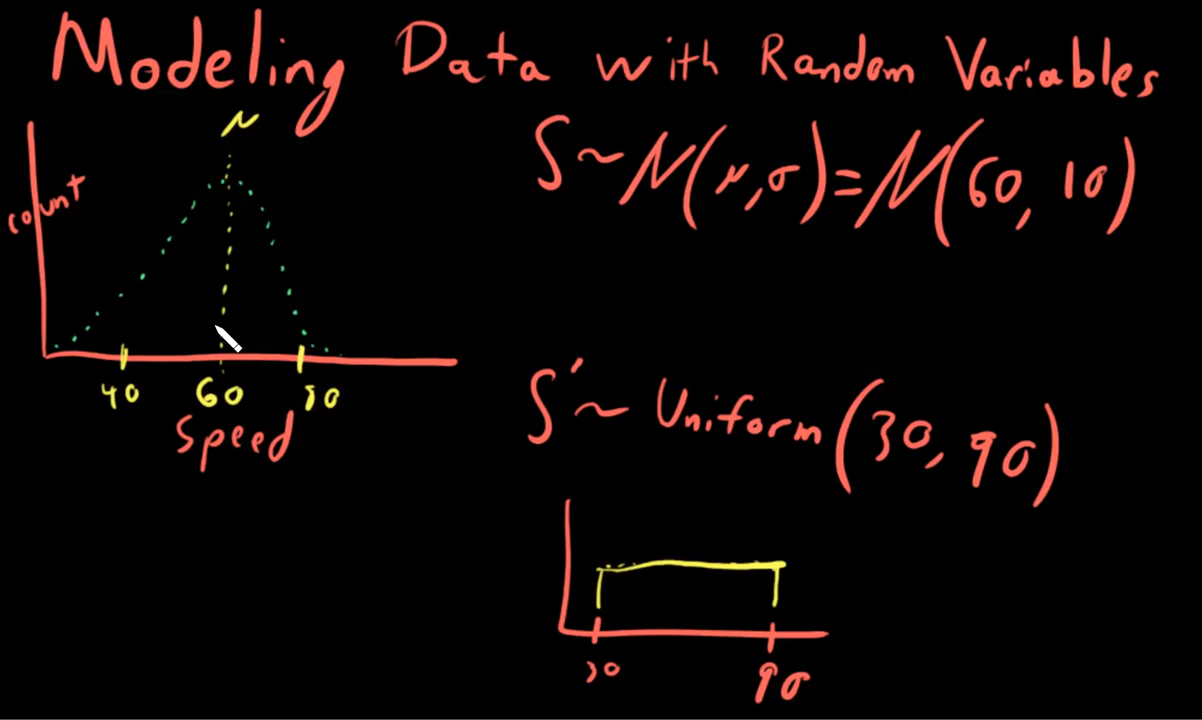 Modeling Data with Random Variables
μ
count
40 60 80
Speed
S ~ N(μ, σ) = N(60, 10)
S' ~ Uniform (30, 90)
30 90